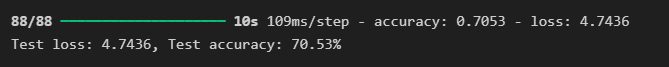 88/88 ━━━━━━━━━━━━━━━━━━━━ 10s 109ms/step - accuracy: 0.7053 - loss: 4.7436
Test loss: 4.7436, Test accuracy: 70.53%